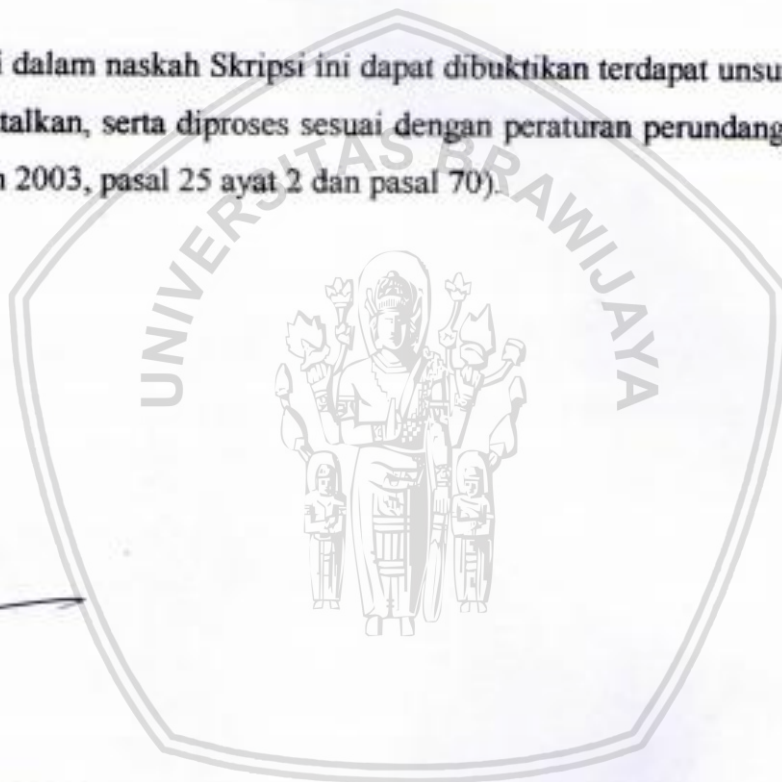 i dalam naskah Skripsi ini dapat dibuktikan terdapat unsu
talkan, serta diproses sesuai dengan peraturan perundang
n 2003, pasal 25 ayat 2 dan pasal 70).
UNIVERSITAS BRAWIJAYA